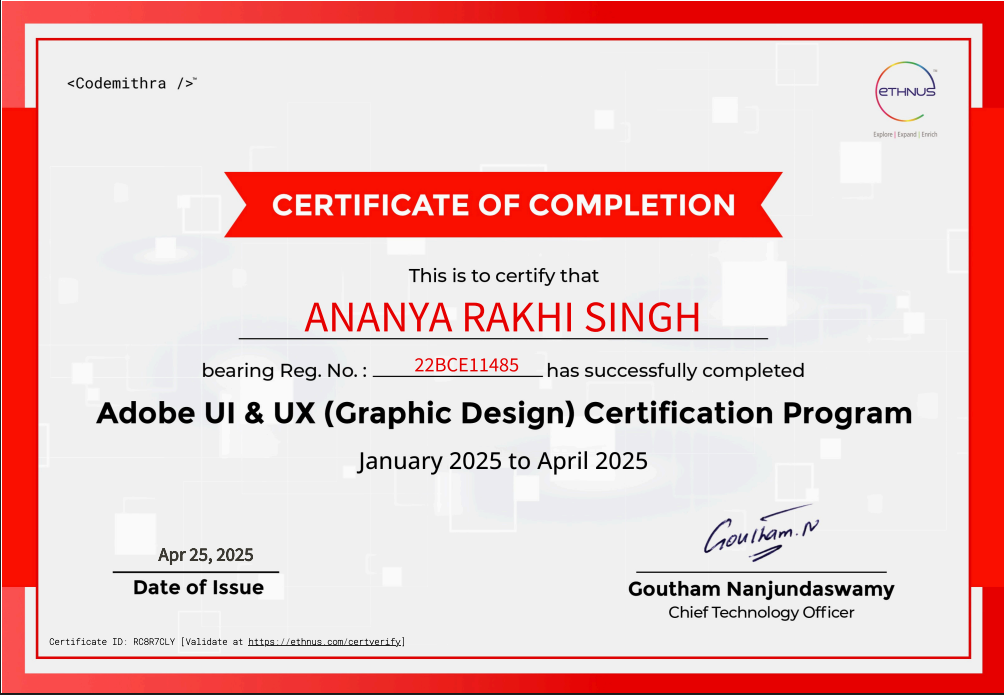 <Codemithra />™
eTHNUS
Explore | Expand | Enrich
CERTIFICATE OF COMPLETION
This is to certify that
ANANYA RAKHI SINGH
bearing Reg. No. : 22BCE11485 has successfully completed
Adobe UI & UX (Graphic Design) Certification Program
January 2025 to April 2025
Goutham.N
Apr 25, 2025
Date of Issue
Goutham Nanjundaswamy
Chief Technology Officer
Certificate ID: RC8R7CLY [Validate at https://ethnus.com/certverify]